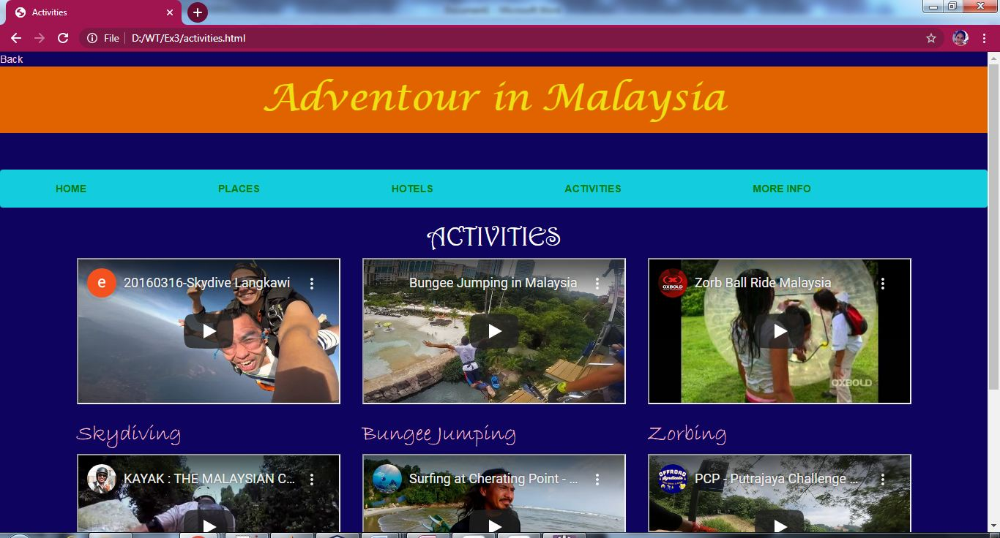 Activities
File D:/WT/Ex3/activities.html
Back
Adventour in Malaysia
HOME PLACES HOTELS ACTIVITIES MORE INFO
ACTIVITIES
e 20160316-Skydive Langkawi
Bungee Jumping in Malaysia
OXBOLD Zorb Ball Ride Malaysia
OXBOLD
Skydiving
Bungee Jumping
Zorbing
KAYAK : THE MALAYSIAN C...
Surfing at Cherating Point - ...
OFFROAD Syndicate PCP - Putrajaya Challenge ...